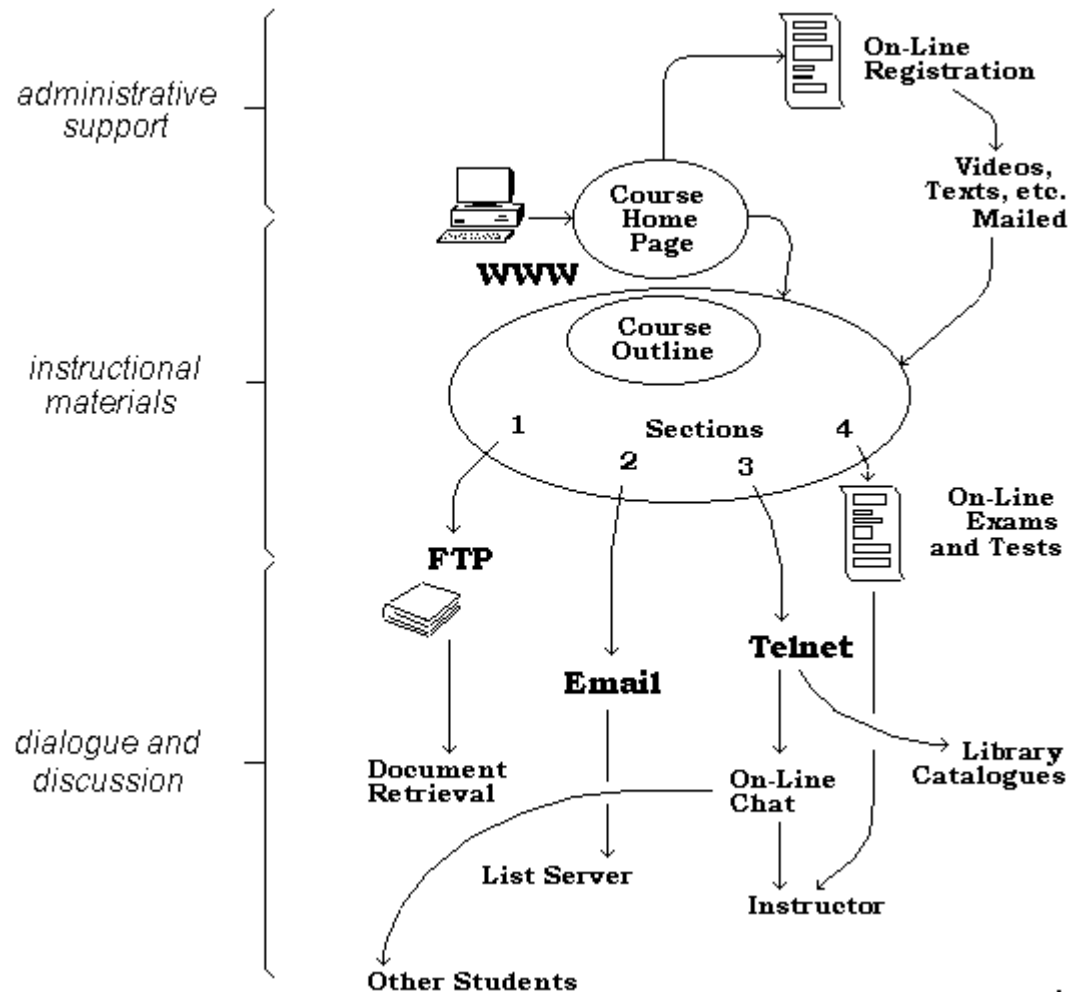 administrative
support
On-Line
Registration
Videos,
Texts, etc.
Mailed
Course
Home
Page
WWW
instructional
materials
Course
Outline
Sections
1
2
3
4
On-Line
Exams
and Tests
FTP
Email
Telnet
dialogue and
discussion
Document
Retrieval
On-Line
Chat
Library
Catalogues
List Server
Instructor
Other Students